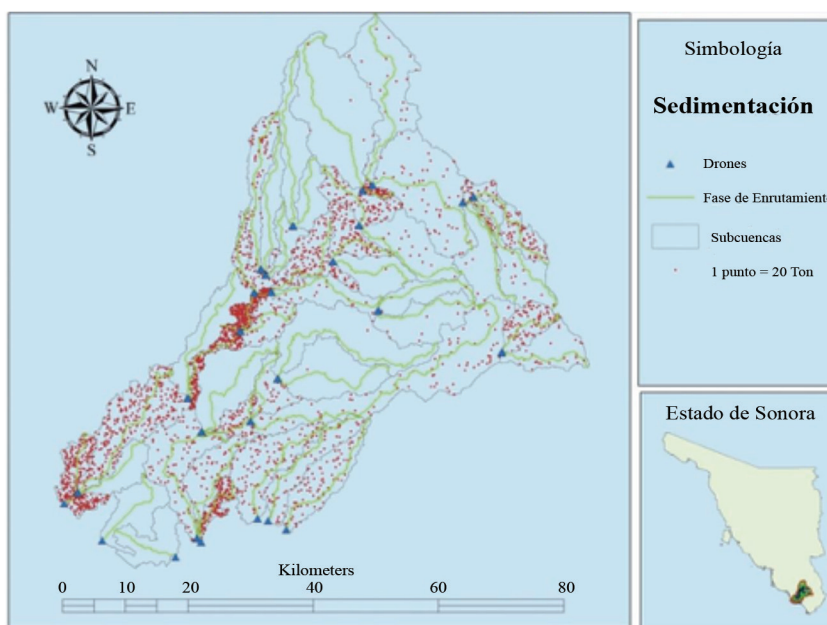 N
W E
S
Kilometers
0 10 20 40 60 80
Simbología
Sedimentación
Drones
Fase de Enrutamient
Subcuencas
1 punto = 20 Ton
Estado de Sonora